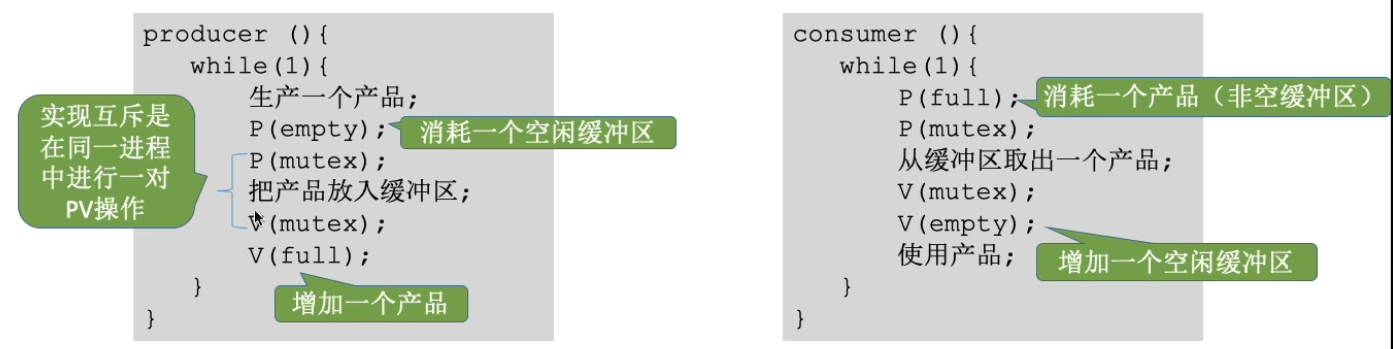 producer (){
while(1){
生产一个产品;
P(empty);
消耗一个空闲缓冲区
P(mutex);
把产品放入缓冲区;
V(mutex);
V(full);
增加一个产品
}
}
实现互斥是
在同一进程
中进行一对
PV操作
consumer (){
while(1){
P(full);
消耗一个产品（非空缓冲区）
P(mutex);
从缓冲区取出一个产品;
V(mutex);
V(empty);
增加一个空闲缓冲区
使用产品;
}
}